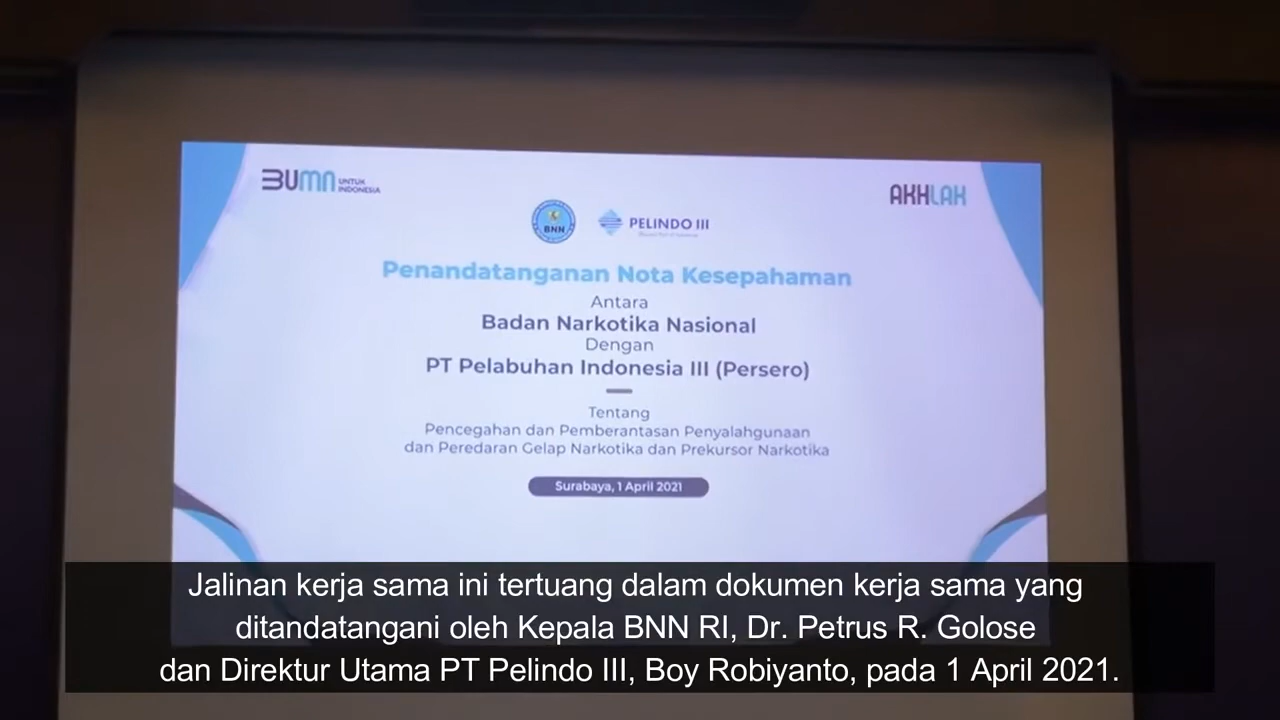 BUMN UNTUK INDONESIA
AKHLAK
BNN
PELINDO III
Penandatanganan Nota Kesepahaman
Antara
Badan Narkotika Nasional
Dengan
PT Pelabuhan Indonesia III (Persero)
Tentang
Pencegahan dan Pemberantasan Penyalahgunaan
dan Peredaran Gelap Narkotika dan Prekursor Narkotika
Surabaya, 1 April 2021
Jalinan kerja sama ini tertuang dalam dokumen kerja sama yang
ditandatangani oleh Kepala BNN RI, Dr. Petrus R. Golose
dan Direktur Utama PT Pelindo III, Boy Robiyanto, pada 1 April 2021.